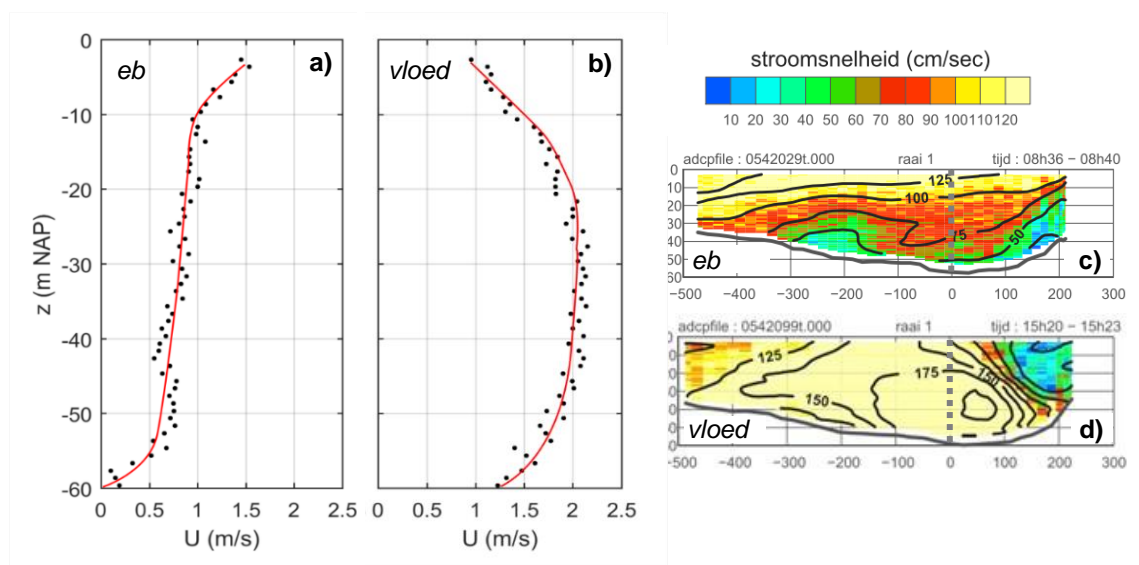 eb
a)
0
-10
-20
-30
-40
-50
-60
z (m NAP)
0 0.5 1 1.5 2 2.5
U (m/s)
vloed
b)
0 0.5 1 1.5 2 2.5
U (m/s)
stroomsnelheid (cm/sec)
10 20 30 40 50 60 70 80 90 100 110 120
adcpfile : 0542029t.000 raai 1 tijd : 08h36 − 08h40
0
10
20
30
40
50
60
125
100
75
50
eb
c)
−500 −400 −300 −200 −100 0 100 200 300
adcpfile : 0542099t.000 raai 1 tijd : 15h20 − 15h23
125
150
175
150
vloed
d)
−500 −400 −300 −200 −100 0 100 200 300